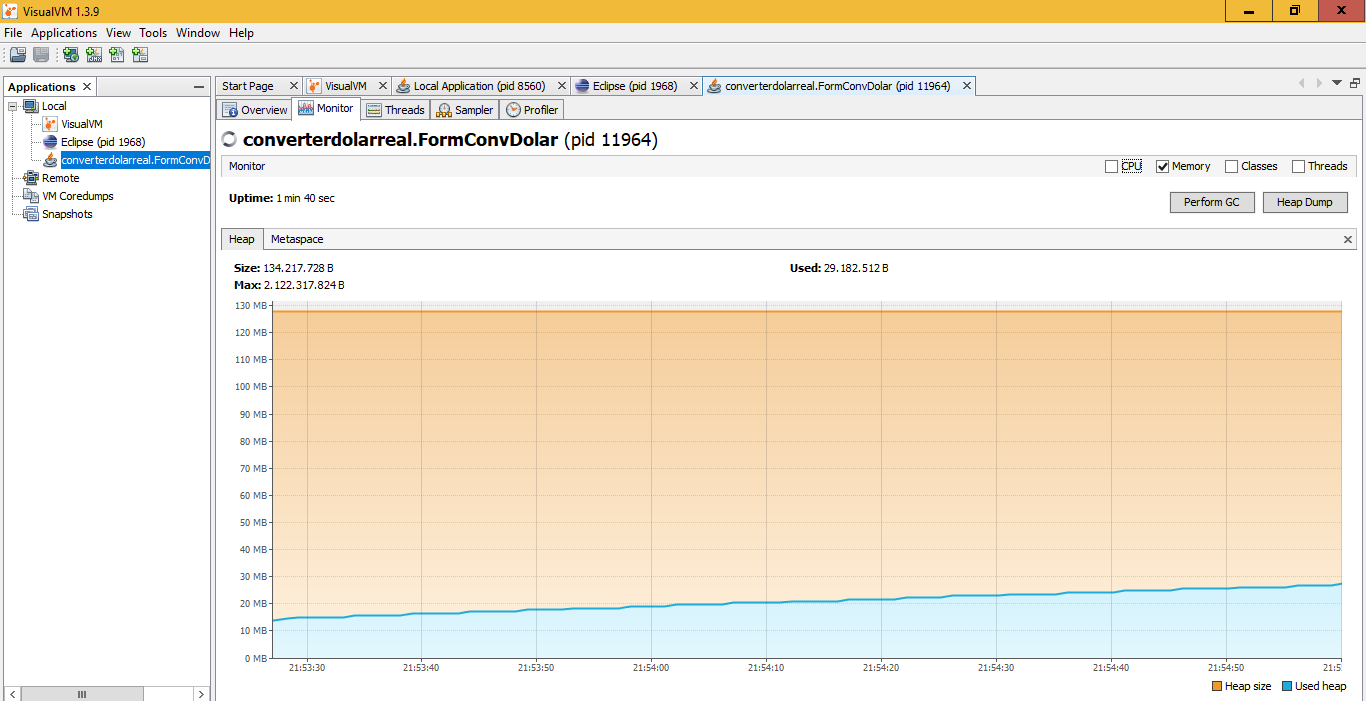 VisualVM 1.3.9
File Applications View Tools Window Help
Applications
Local
VisualVM
Eclipse (pid 1968)
converterdolarreal.FormConvD
Remote
VM Coredumps
Snapshots
Start Page VisualVM Local Application (pid 8560) Eclipse (pid 1968) converterdolarreal.FormConvDolar (pid 11964)
Overview Monitor Threads Sampler Profiler
converterdolarreal.FormConvDolar (pid 11964)
Monitor CPU Memory Classes Threads
Uptime: 1 min 40 sec Perform GC Heap Dump
Heap Metaspace
Size: 134.217.728 B Used: 29.182.512 B
Max: 2.122.317.824 B
130 MB
120 MB
110 MB
100 MB
90 MB
80 MB
70 MB
60 MB
50 MB
40 MB
30 MB
20 MB
10 MB
0 MB
21:53:30 21:53:40 21:53:50 21:54:00 21:54:10 21:54:20 21:54:30 21:54:40 21:54:50 21:5
Heap size Used heap